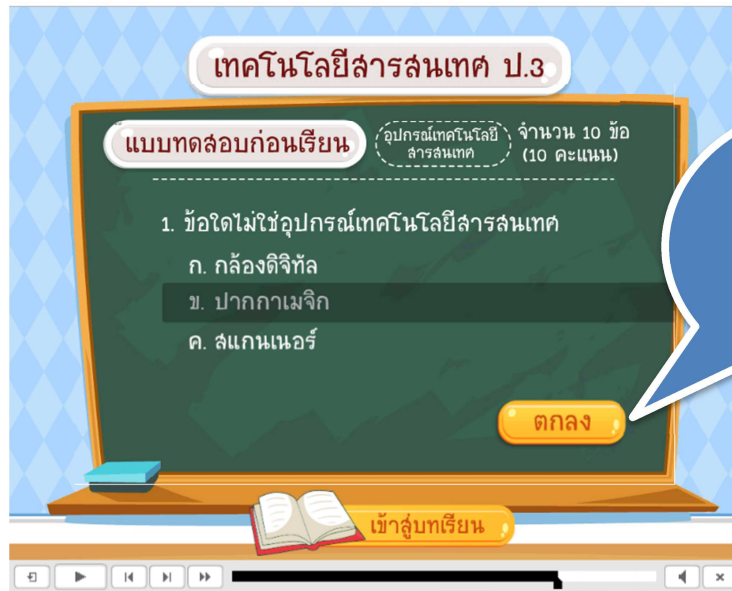 เทคโนโลยีสารสนเทศ ป.3
แบบทดสอบก่อนเรียน
อุปกรณ์เทคโนโลยี
สารสนเทศ
จำนวน 10 ข้อ
(10 คะแนน)
1. ข้อใดไม่ใช่อุปกรณ์เทคโนโลยีสารสนเทศ
ก. กล้องดิจิทัล
ข. ปากกาเมจิก
ค. สแกนเนอร์
ตกลง
เข้าสู่บทเรียน